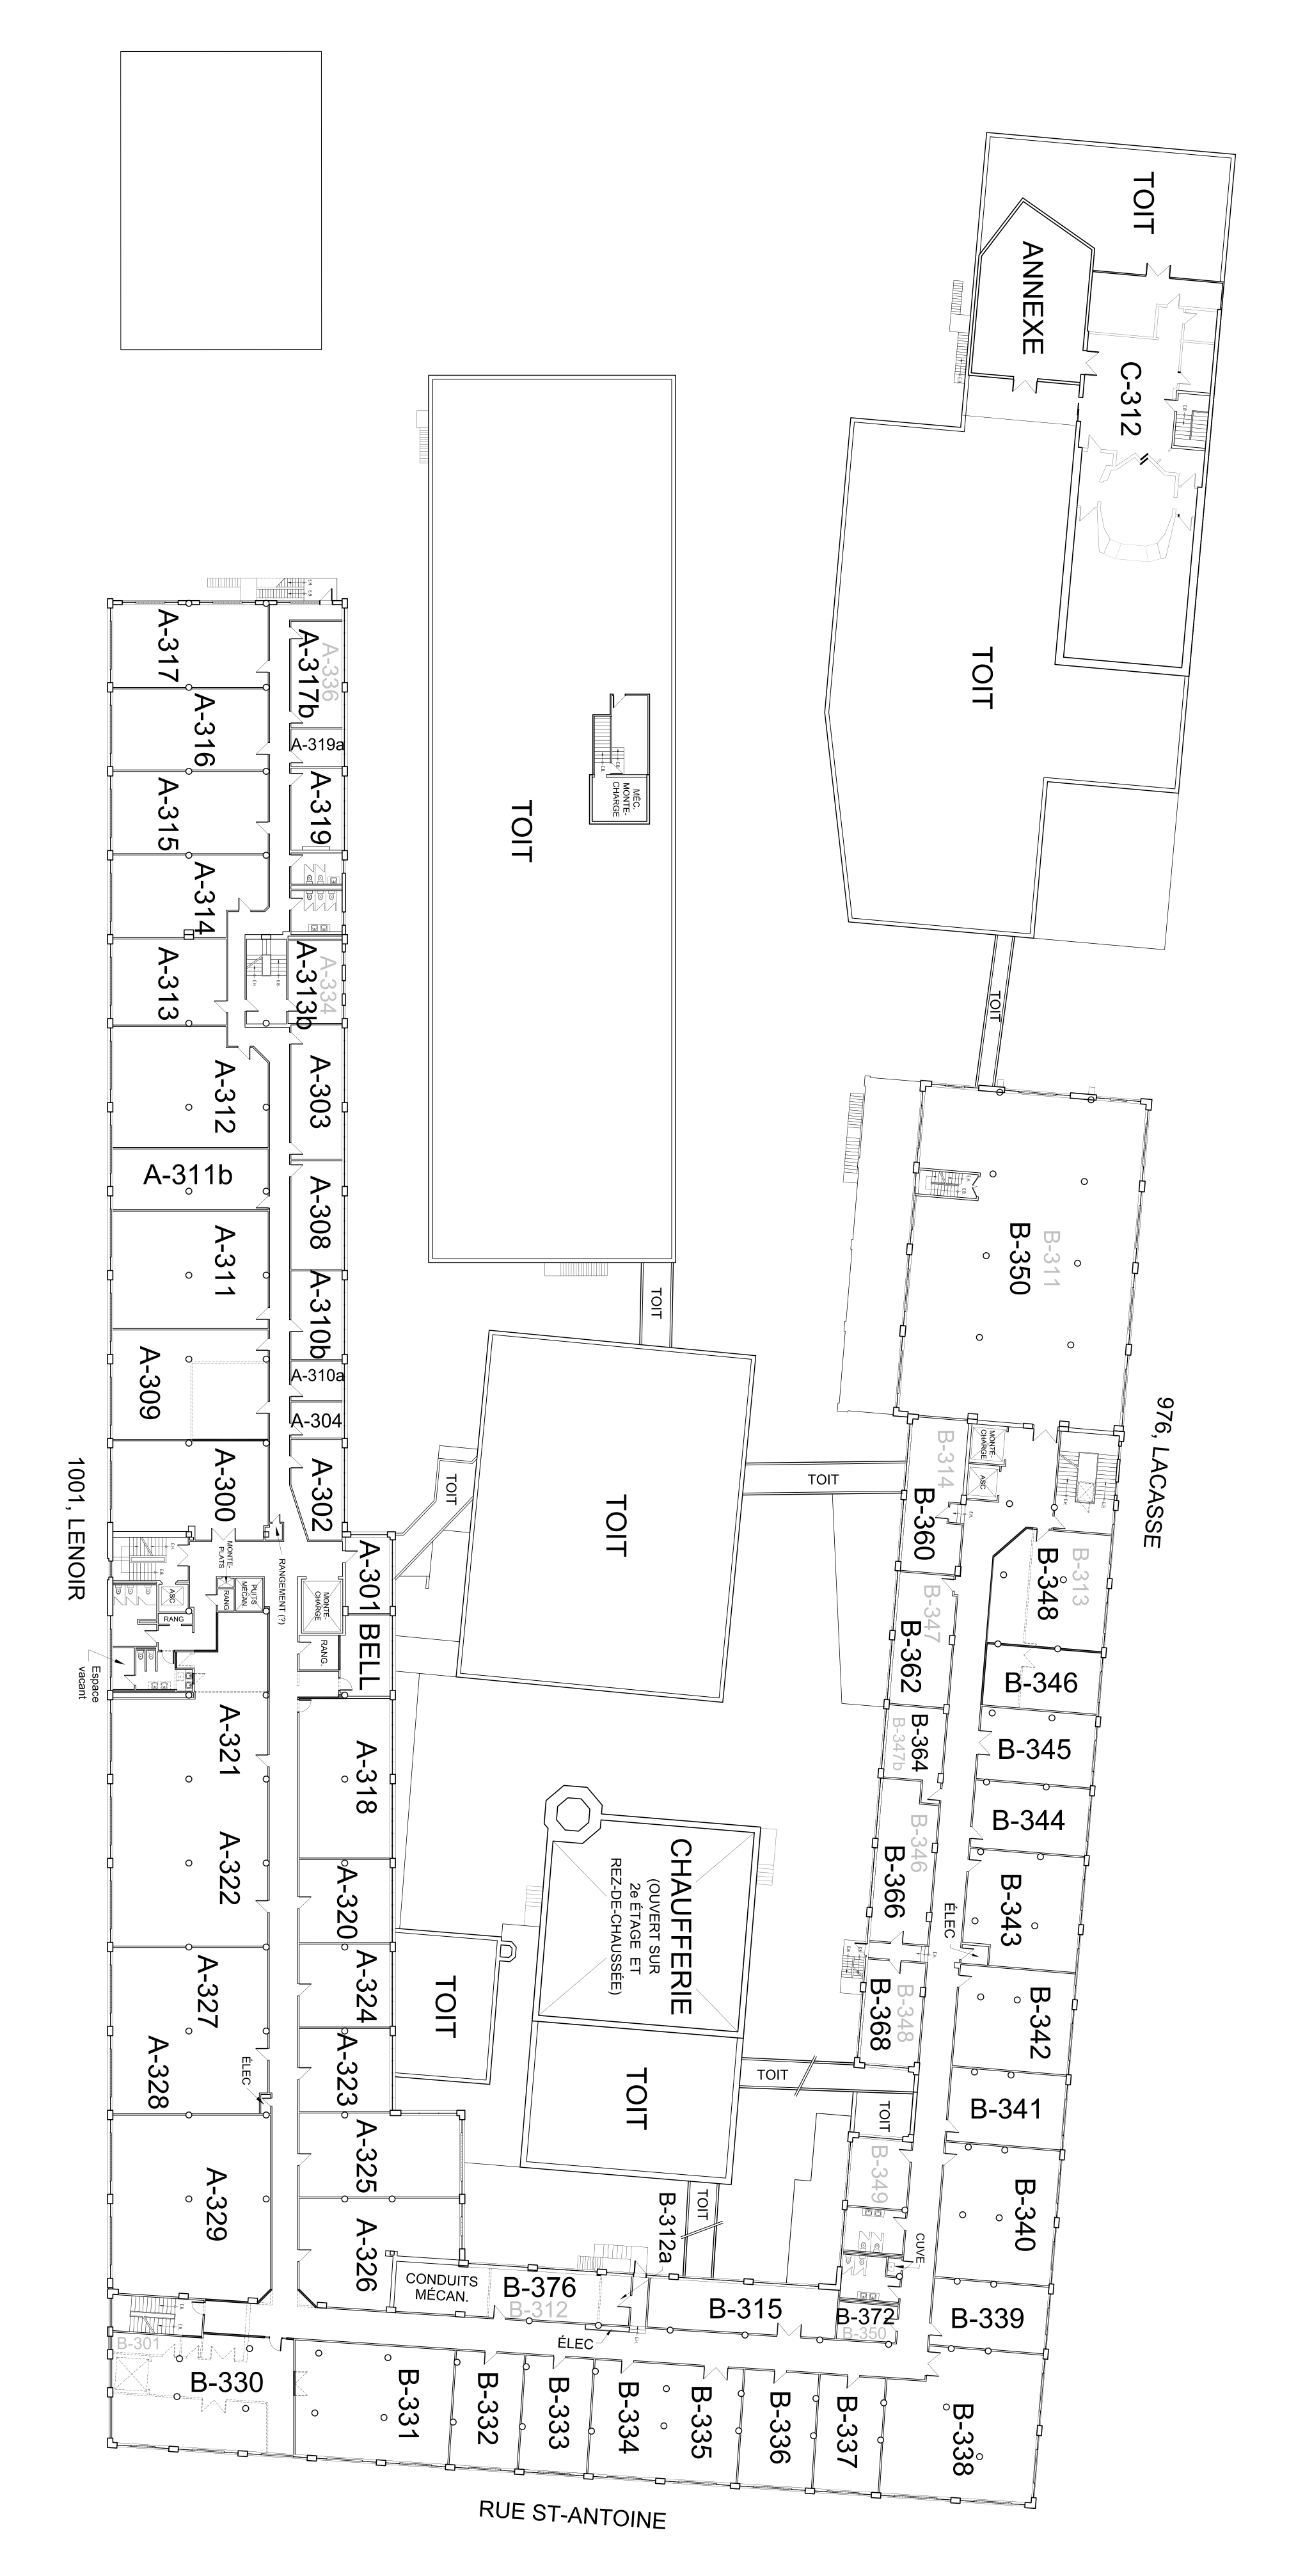 TOIT
ANNEXE
C-312
TOIT
A-317
A-336
A-317b
A-316
A-319a
A-315
A-319
A-314
A-313
A-334
A-313b
A-312
A-303
A-311b
A-308
A-311
A-310b
A-309
A-310a
A-304
A-300
A-302
1001, LENOIR
MÉC.
MONTE-
CHARGE
TOIT
TOIT
B-311
B-350
976, LACASSE
TOIT
TOIT
TOIT
TOIT
TOIT
B-314
B-360
MONTE-
CHARGE
ASC
B-313
B-348
B-347
B-362
B-346
B-364
B-347b
B-345
B-344
B-346
B-366
B-343
ÉLEC
B-348
B-368
B-342
B-341
TOIT
TOIT
B-349
B-340
CUVE
B-339
B-372
B-350
MONTE-
PLATS
RANGEMENT (?)
PUITS
MÉCAN.
RANG
ASC
RANG
MONTE-
CHARGE
RANG.
A-301
BELL
Espace
vacant
A-321
A-318
A-322
A-320
A-327
A-324
A-328
A-323
ÉLEC
A-325
A-329
A-326
CHAUFFERIE
(OUVERT SUR
2e ÉTAGE ET
REZ-DE-CHAUSSÉE)
TOIT
TOIT
TOIT
B-312a
CONDUITS
MÉCAN.
B-376
B-312
B-315
ÉLEC
B-301
B-330
B-331
B-332
B-333
B-334
B-335
B-336
B-337
B-338
RUE ST-ANTOINE